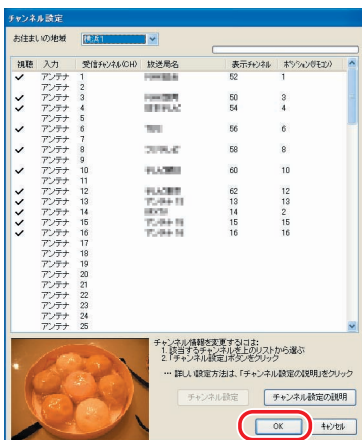 チャンネル設定
お住まいの地域 横浜1
視聴 入力 受信チャンネル(CH) 放送局名 表示チャンネル ポジション(リモコン)
✓ アンテナ 1 52 1
アンテナ 2
✓ アンテナ 3 50 3
✓ アンテナ 4 54 4
アンテナ 5
✓ アンテナ 6 56 6
アンテナ 7
✓ アンテナ 8 58 8
アンテナ 9
✓ アンテナ 10 60 10
アンテナ 11
✓ アンテナ 12 62 12
✓ アンテナ 13 13 13
✓ アンテナ 14 14 2
✓ アンテナ 15 15 15
✓ アンテナ 16 16 16
アンテナ 17
アンテナ 18
アンテナ 19
アンテナ 20
アンテナ 21
アンテナ 22
アンテナ 23
アンテナ 24
アンテナ 25
チャンネル情報を変更するには:
1. 該当するチャンネルを上のリストから選ぶ
2. 「チャンネル設定」ボタンをクリック
… 詳しい設定方法は、「チャンネル設定の説明」をクリック
チャンネル設定 チャンネル設定の説明
OK キャンセル